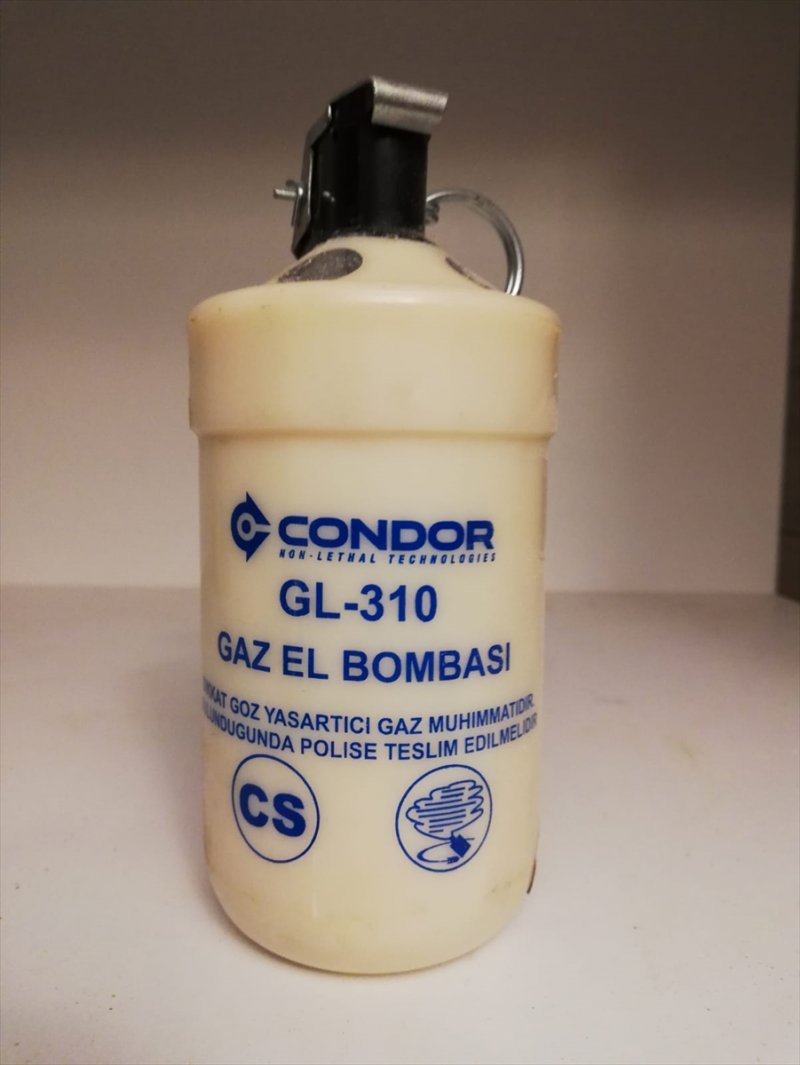 CONDOR
NON-LETHAL TECHNOLOGIES
GL-310
GAZ EL BOMBASI
GOZ YASARTICI GAZ MUHIMMATIDIR.
POLISE TESLIM EDILMELIDIR
CS